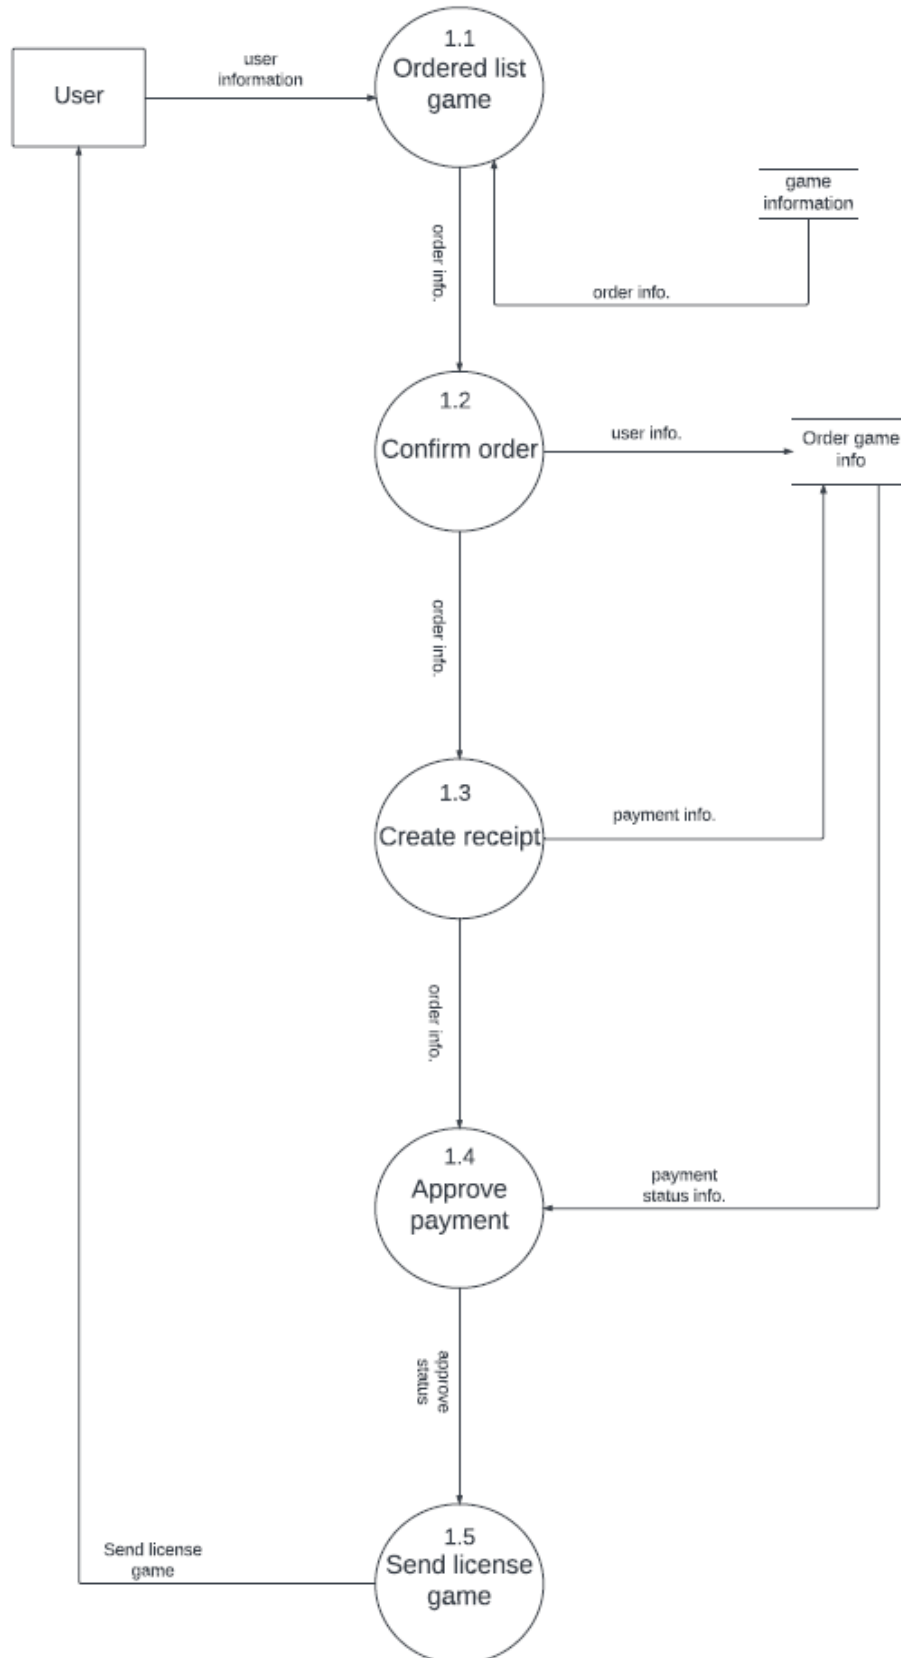 1.1
Ordered list
game
user
information
User
game
information
order info.
order info.
1.2
Confirm order
user info.
Order game
info
order info.
1.3
Create receipt
payment info.
order info.
1.4
Approve
payment
payment
status info.
approve
status
1.5
Send license
game
Send license
game